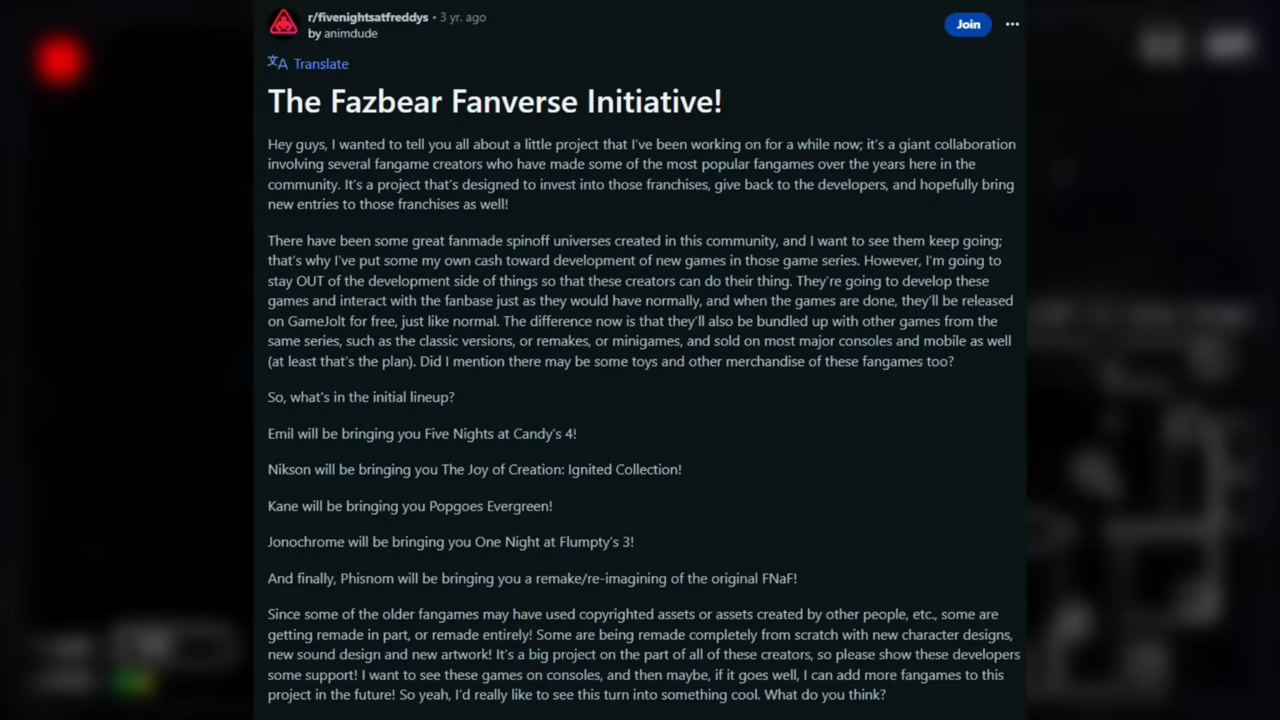 r/fivenightsatfreddys • 3 yr. ago
by animdude
Join
Translate
The Fazbear Fanverse Initiative!
Hey guys, I wanted to tell you all about a little project that I've been working on for a while now; it's a giant collaboration
involving several fangame creators who have made some of the most popular fangames over the years here in the
community. It's a project that's designed to invest into those franchises, give back to the developers, and hopefully bring
new entries to those franchises as well!
There have been some great fanmade spinoff universes created in this community, and I want to see them keep going;
that's why I've put some my own cash toward development of new games in those game series. However, I'm going to
stay OUT of the development side of things so that these creators can do their thing. They're going to develop these
games and interact with the fanbase just as they would have normally, and when the games are done, they'll be released
on GameJolt for free, just like normal. The difference now is that they'll also be bundled up with other games from the
same series, such as the classic versions, or remakes, or minigames, and sold on most major consoles and mobile as well
(at least that's the plan). Did I mention there may be some toys and other merchandise of these fangames too?
So, what's in the initial lineup?
Emil will be bringing you Five Nights at Candy's 4!
Nikson will be bringing you The Joy of Creation: Ignited Collection!
Kane will be bringing you Popgoes Evergreen!
Jonochrome will be bringing you One Night at Flumpty's 3!
And finally, Phisnom will be bringing you a remake/re-imagining of the original FNaF!
Since some of the older fangames may have used copyrighted assets or assets created by other people, etc., some are
getting remade in part, or remade entirely! Some are being remade completely from scratch with new character designs,
new sound design and new artwork! It's a big project on the part of all of these creators, so please show these developers
some support! I want to see these games on consoles, and then maybe, if it goes well, I can add more fangames to this
project in the future! So yeah, I'd really like to see this turn into something cool. What do you think?